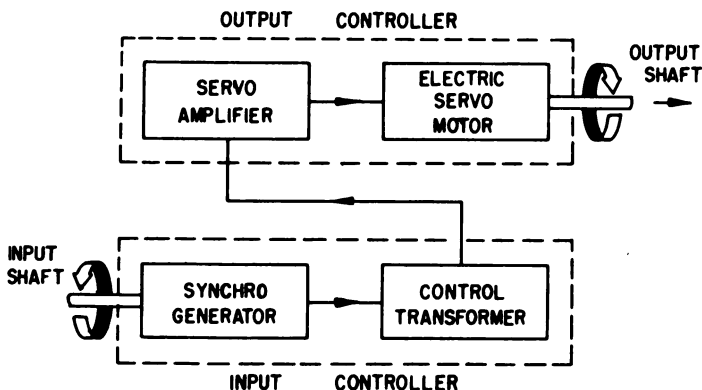 OUTPUT CONTROLLER
OUTPUT
SHAFT
SERVO
AMPLIFIER
ELECTRIC
SERVO
MOTOR
INPUT
SHAFT
SYNCHRO
GENERATOR
CONTROL
TRANSFORMER
INPUT CONTROLLER